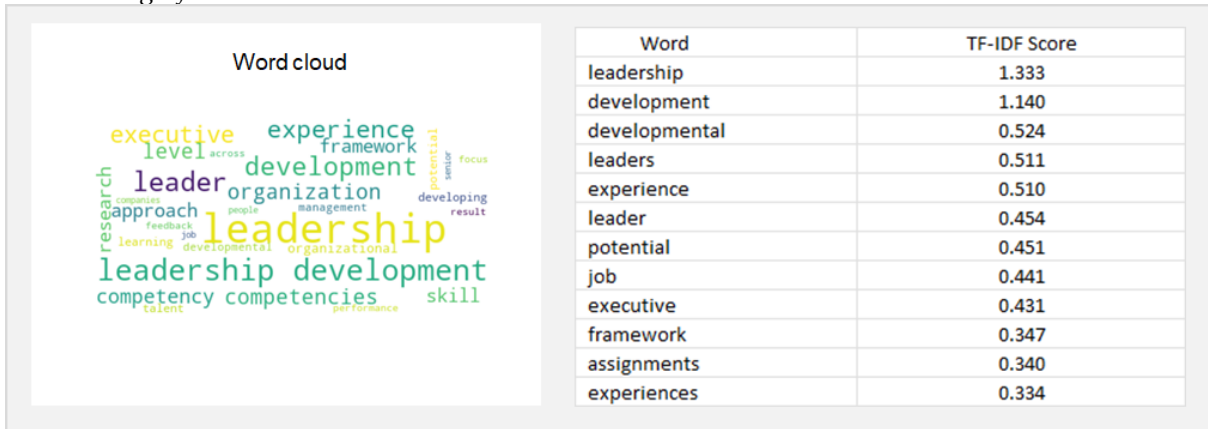 Word cloud
executive experience
level across framework potential
development senior focus
research leader organization developing
companies people management result
approach feedback job leadership
learning developmental organizational
leadership development
competency competencies skill
talent performance
Word TF-IDF Score
leadership 1.333
development 1.140
developmental 0.524
leaders 0.511
experience 0.510
leader 0.454
potential 0.451
job 0.441
executive 0.431
framework 0.347
assignments 0.340
experiences 0.334